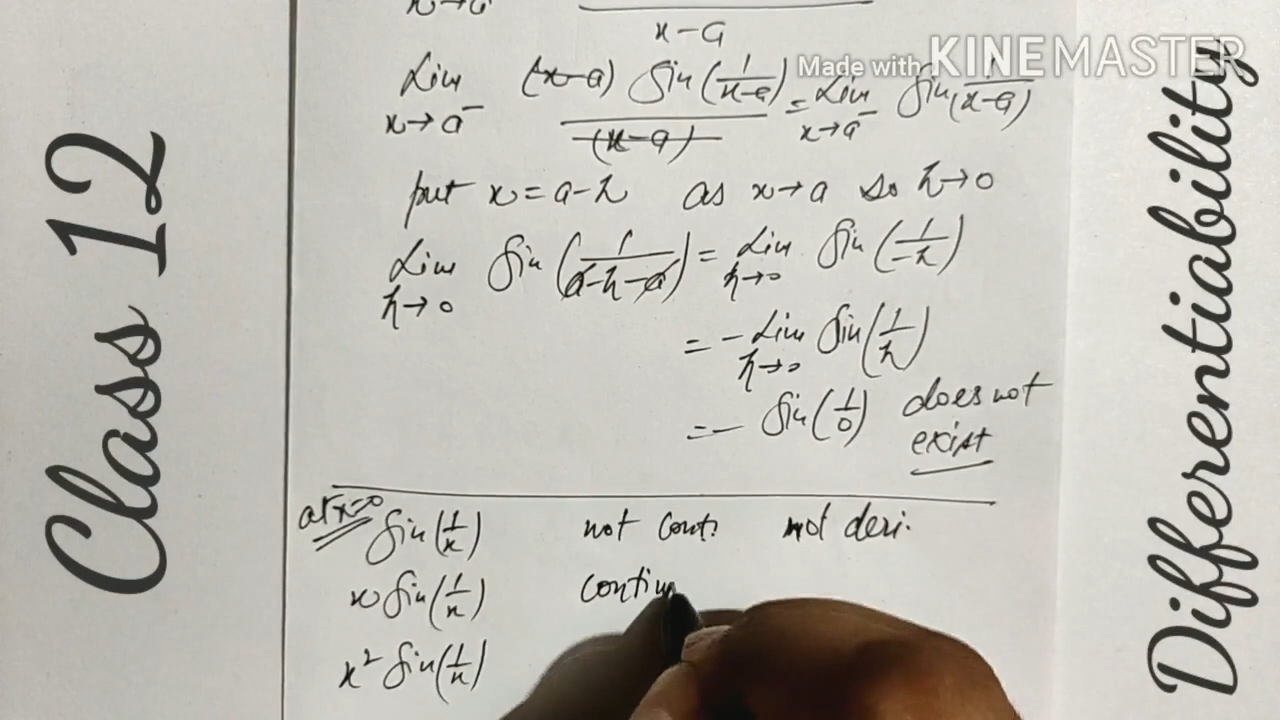 Class 12
x→a
x-a
Lim x→a⁻ (x-a) Sin(1/(x-a)) / (x-a) = Lim x→a⁻ Sin(1/(x-a))
Made with KINEMASTER
put x = a-h as x→a so h→0
Lim h→0 Sin(1/(a-h-a)) = Lim h→0 Sin(1/-h)
= - Lim h→0 Sin(1/h)
= - Sin(1/0) does not exist
at x=0
Sin(1/x) not cont. not deri.
x Sin(1/x) continu
x² Sin(1/x)
Differentiability